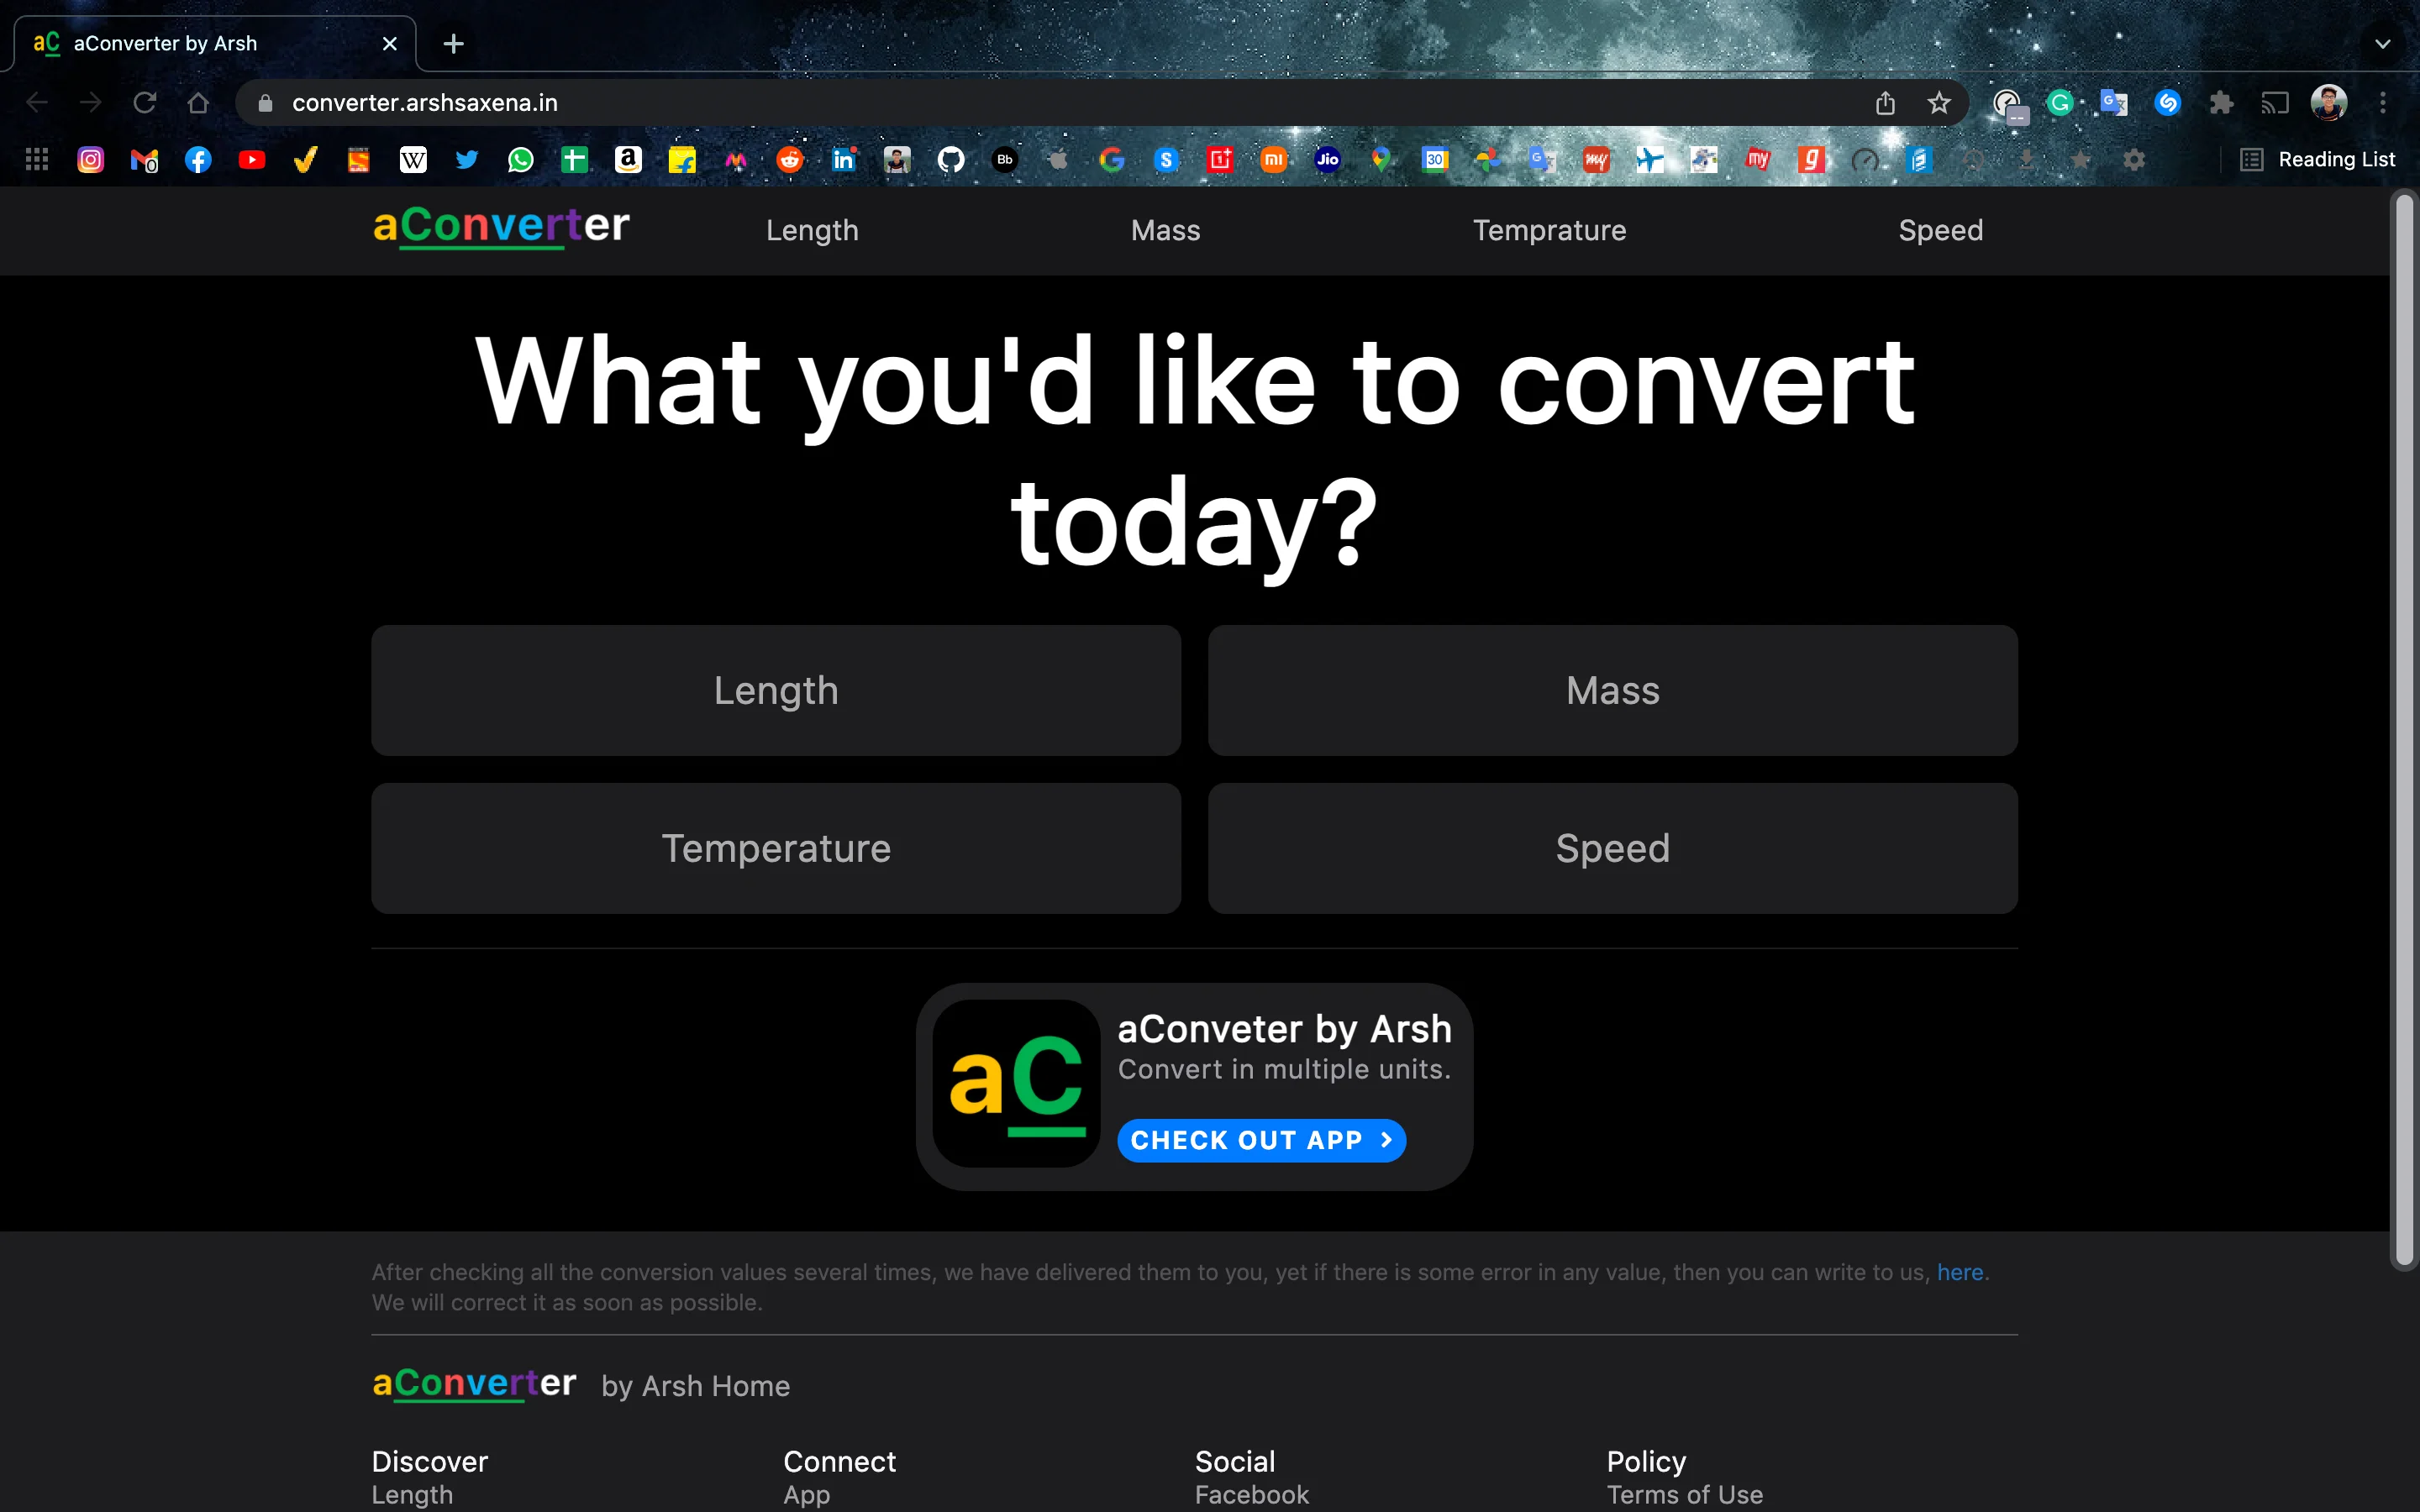 aC aConverter by Arsh
converter.arshsaxena.in
Reading List
aConverter Length Mass Temprature Speed
What you'd like to convert
today?
Length Mass
Temperature Speed
aC
aConveter by Arsh
Convert in multiple units.
CHECK OUT APP
After checking all the conversion values several times, we have delivered them to you, yet if there is some error in any value, then you can write to us, here.
We will correct it as soon as possible.
aConverter by Arsh Home
Discover Connect Social Policy
Length App Facebook Terms of Use